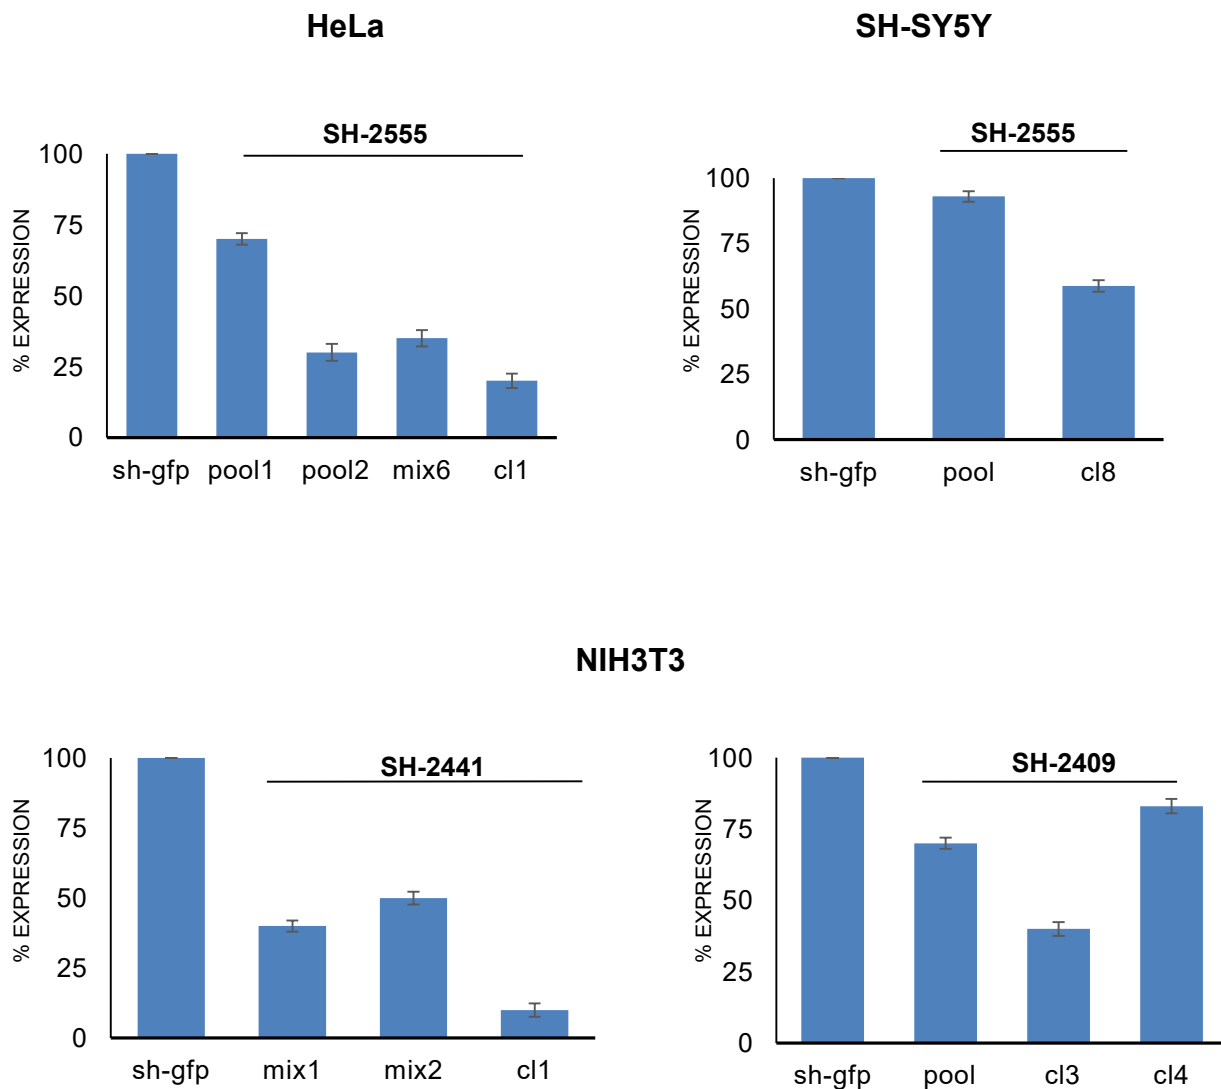 HeLa
SH-2555
100
75
50
25
0
% EXPRESSION
sh-gfp pool1 pool2 mix6 cl1
SH-SY5Y
SH-2555
100
75
50
25
0
% EXPRESSION
sh-gfp pool cl8
NIH3T3
SH-2441
100
75
50
25
0
% EXPRESSION
sh-gfp mix1 mix2 cl1
SH-2409
100
75
50
25
0
% EXPRESSION
sh-gfp pool cl3 cl4